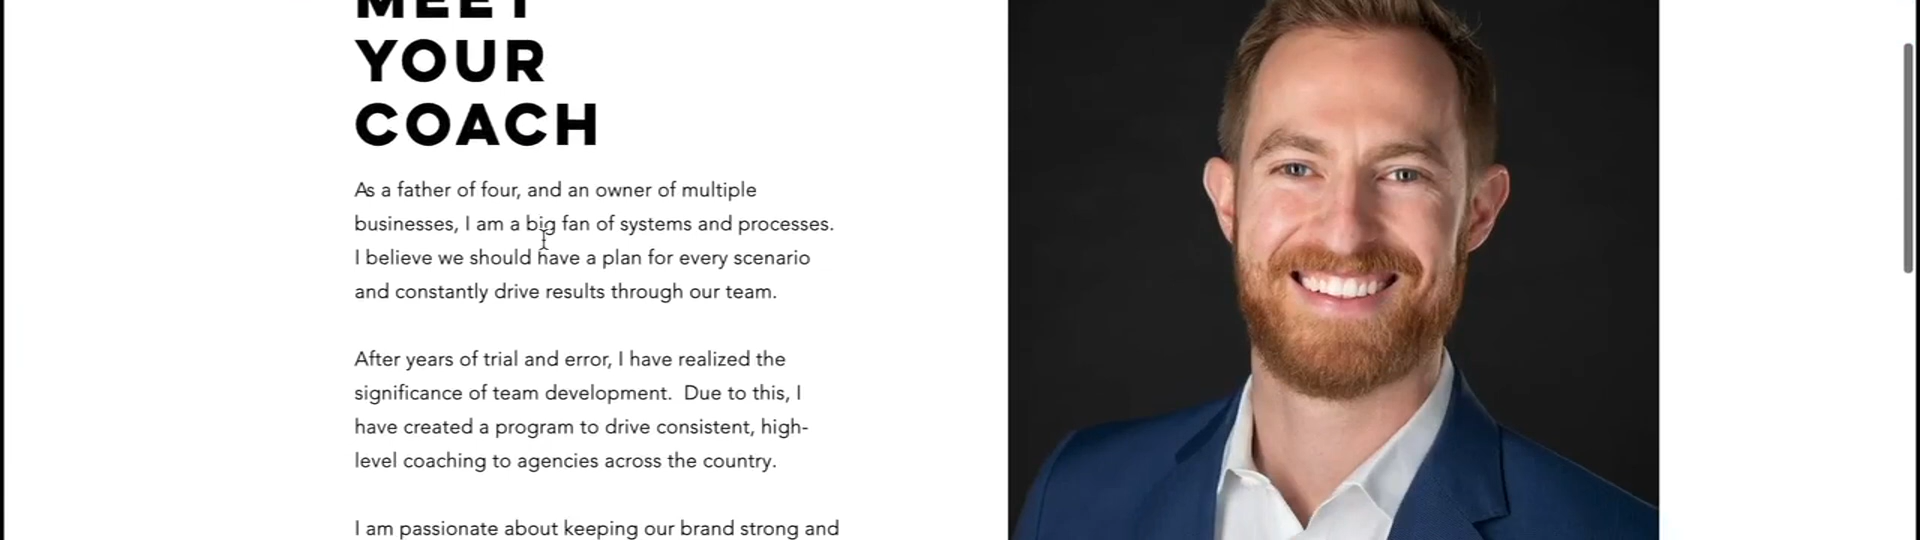 MEET
YOUR
COACH
As a father of four, and an owner of multiple
businesses, I am a big fan of systems and processes.
I believe we should have a plan for every scenario
and constantly drive results through our team.
After years of trial and error, I have realized the
significance of team development.  Due to this, I
have created a program to drive consistent, high-
level coaching to agencies across the country.
I am passionate about keeping our brand strong and